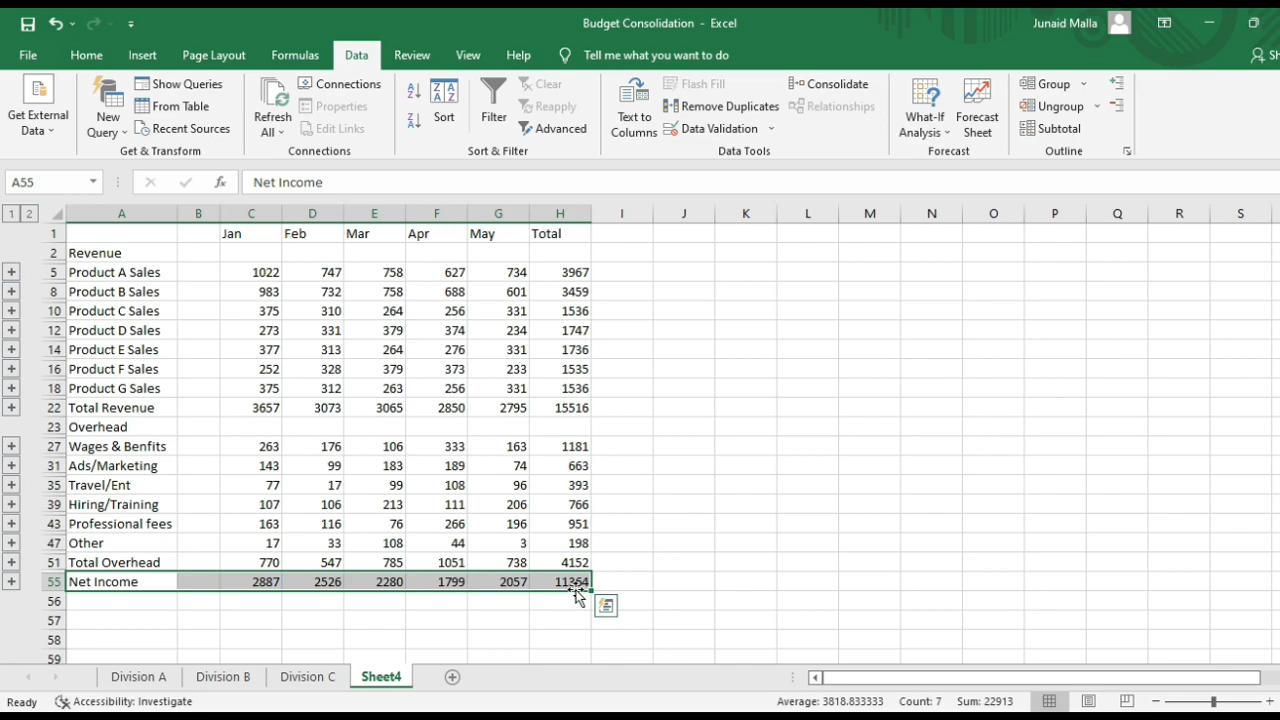 Budget Consolidation - Excel
Junaid Malla
File Home Insert Page Layout Formulas Data Review View Help Tell me what you want to do
Get External Data
New Query
Show Queries
From Table
Recent Sources
Get & Transform
Refresh All
Connections
Properties
Edit Links
Connections
Sort
Filter
Clear
Reapply
Advanced
Sort & Filter
Text to Columns
Flash Fill
Remove Duplicates
Data Validation
Consolidate
Relationships
Data Tools
What-If Analysis
Forecast Sheet
Forecast
Group
Ungroup
Subtotal
Outline
A55 fx Net Income
1 2 A B C D E F G H I J K L M N O P Q R S
1 Jan Feb Mar Apr May Total
2 Revenue
5 Product A Sales 1022 747 758 627 734 3967
8 Product B Sales 983 732 758 688 601 3459
10 Product C Sales 375 310 264 256 331 1536
12 Product D Sales 273 331 379 374 234 1747
14 Product E Sales 377 313 264 276 331 1736
16 Product F Sales 252 328 379 373 233 1535
18 Product G Sales 375 312 263 256 331 1536
22 Total Revenue 3657 3073 3065 2850 2795 15516
23 Overhead
27 Wages & Benfits 263 176 106 333 163 1181
31 Ads/Marketing 143 99 183 189 74 663
35 Travel/Ent 77 17 99 108 96 393
39 Hiring/Training 107 106 213 111 206 766
43 Professional fees 163 116 76 266 196 951
47 Other 17 33 108 44 3 198
51 Total Overhead 770 547 785 1051 738 4152
55 Net Income 2887 2526 2280 1799 2057 11364
56
57
58
59
Division A Division B Division C Sheet4
Ready Accessibility: Investigate Average: 3818.833333 Count: 7 Sum: 22913